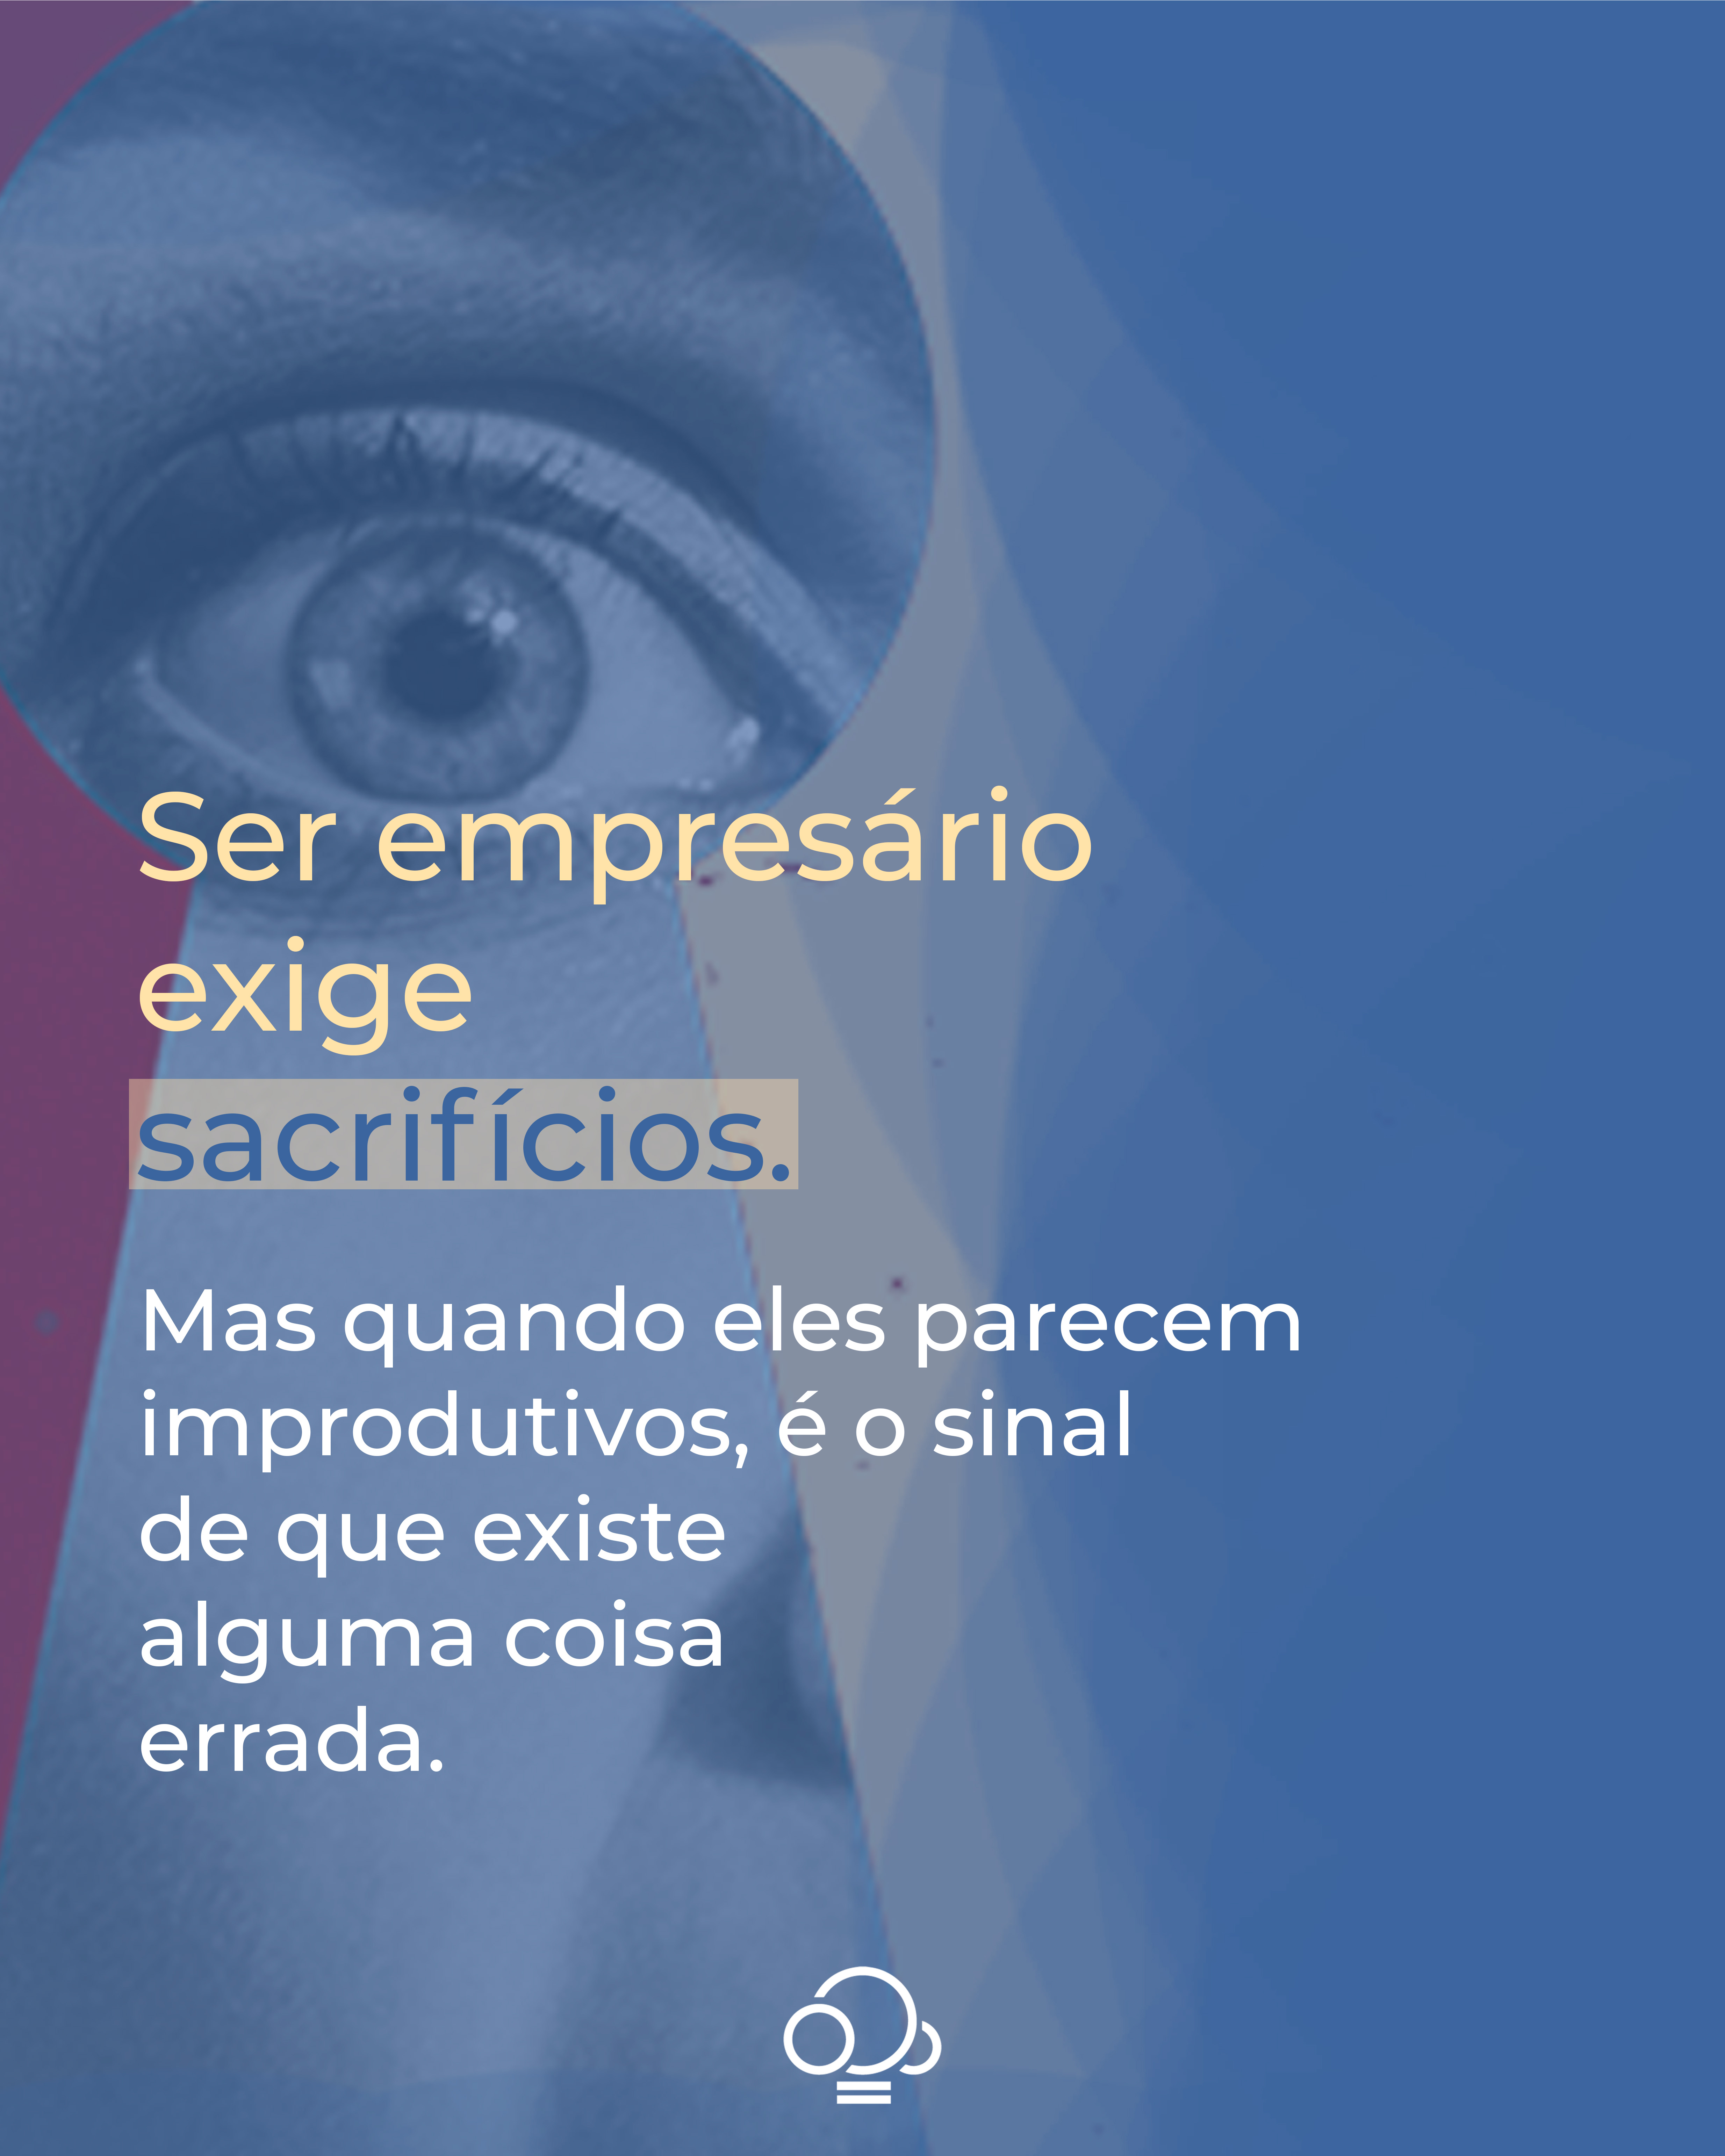 Ser empresário
exige
sacrifícios.
Mas quando eles parecem
improdutivos, é o sinal
de que existe
alguma coisa
errada.